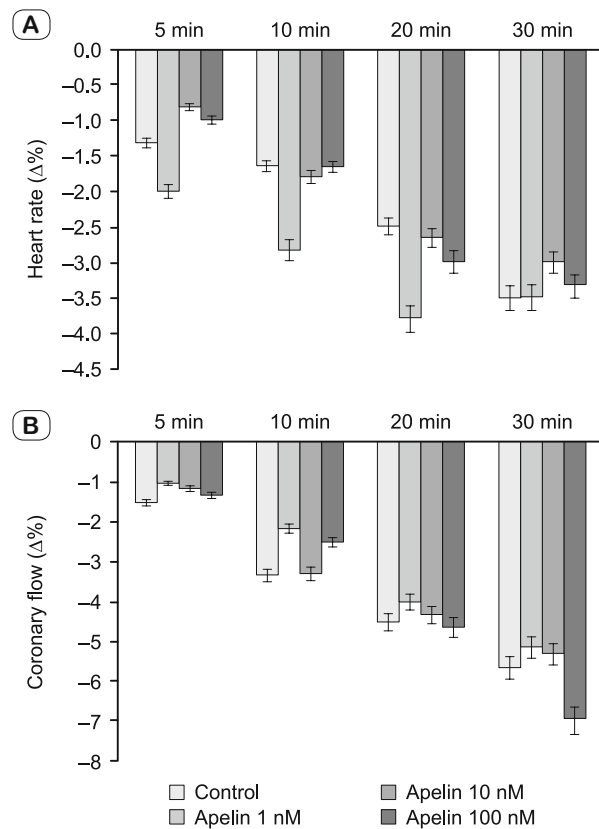 A
5 min 10 min 20 min 30 min
0.0
−0.5
−1.0
−1.5
−2.0
−2.5
−3.0
−3.5
−4.0
−4.5
Heart rate (Δ%)
B
5 min 10 min 20 min 30 min
0
−1
−2
−3
−4
−5
−6
−7
−8
Coronary flow (Δ%)
Control Apelin 10 nM
Apelin 1 nM Apelin 100 nM